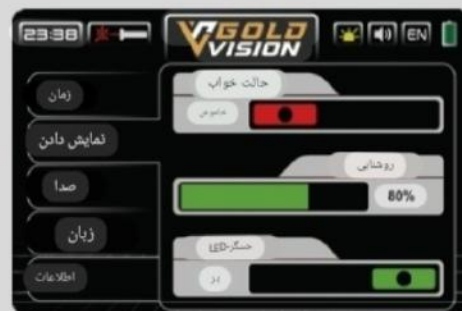 23:38
GOLD
VISION
EN
زمان
نمایش دادن
صدا
زبان
اطلاعات
حالت خواب
خاموش
روشنایی
80%
حسگر-LED
بر